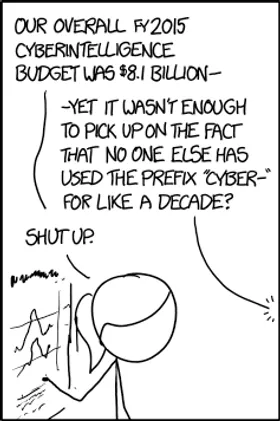 OUR OVERALL FY2015
CYBERINTELLIGENCE
BUDGET WAS $8.1 BILLION—
—YET IT WASN'T ENOUGH
TO PICK UP ON THE FACT
THAT NO ONE ELSE HAS
USED THE PREFIX "CYBER—"
FOR LIKE A DECADE?
SHUT UP.